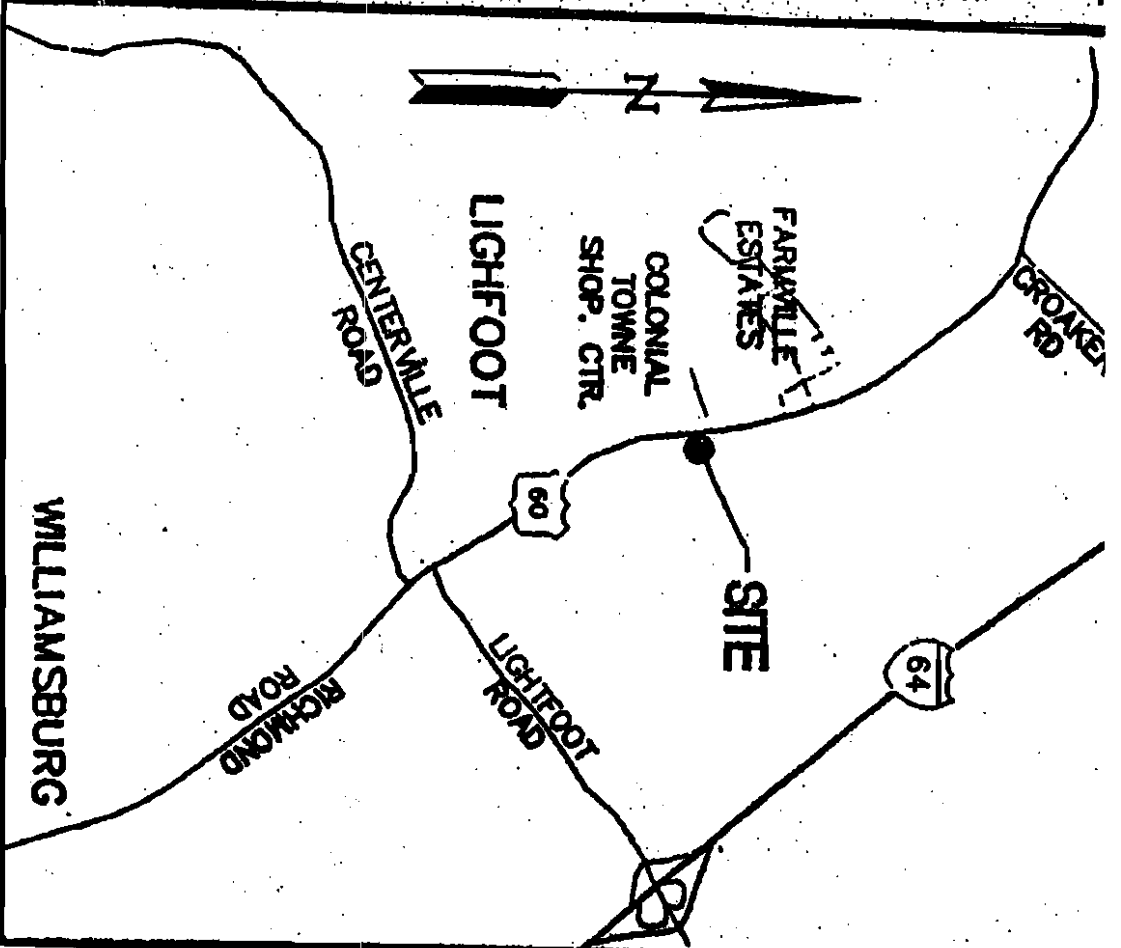 CROAKER
RD
64
FARMVILLE
ESTATES
SITE
N
COLONIAL
TOWNE
SHOP. CTR.
60
LIGHTFOOT
ROAD
LIGHFOOT
CENTERVILLE
ROAD
RICHMOND
ROAD
WILLIAMSBURG